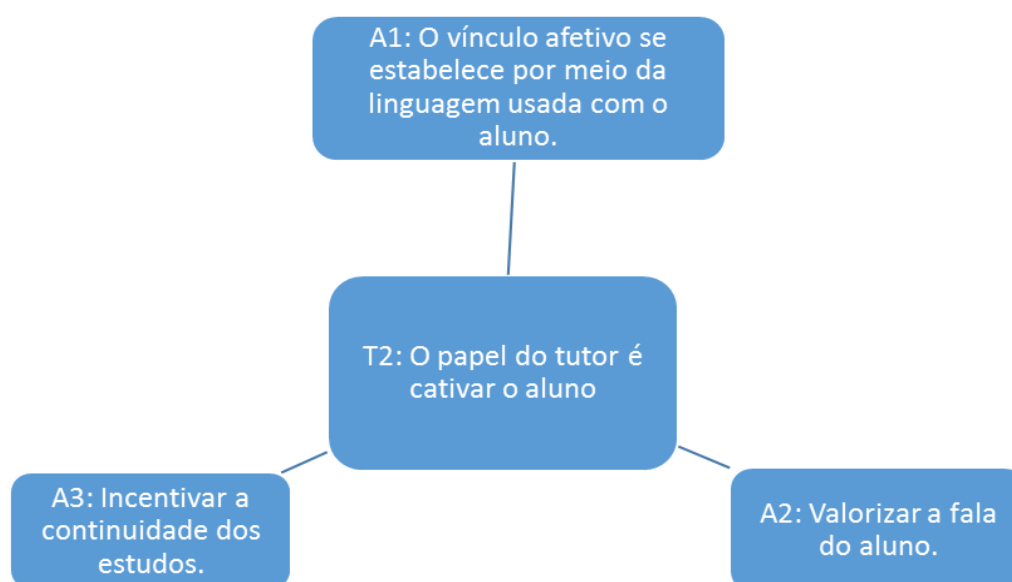 A1: O vínculo afetivo se
estabelece por meio da
linguagem usada com o
aluno.
T2: O papel do tutor é
cativar o aluno
A3: Incentivar a
continuidade dos
estudos.
A2: Valorizar a fala
do aluno.